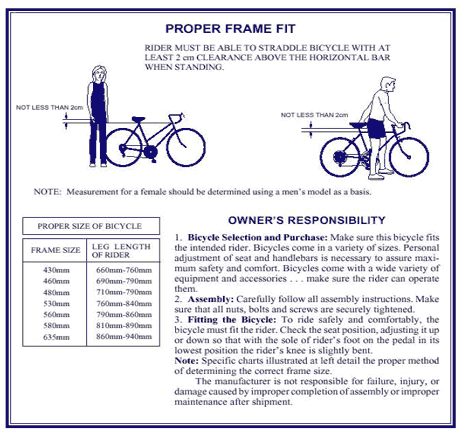 PROPER FRAME FIT
RIDER MUST BE ABLE TO STRADDLE BICYCLE WITH AT
LEAST 2 cm CLEARANCE ABOVE THE HORIZONTAL BAR
WHEN STANDING.
NOT LESS THAN 2cm
NOT LESS THAN 2cm
NOTE: Measurement for a female should be determined using a men's model as a basis.
PROPER SIZE OF BICYCLE
FRAME SIZE LEG LENGTH
OF RIDER
430mm 660mm-760mm
460mm 690mm-790mm
480mm 710mm-790mm
530mm 760mm-840mm
560mm 790mm-860mm
580mm 810mm-890mm
635mm 860mm-940mm
OWNER'S RESPONSIBILITY
1. Bicycle Selection and Purchase: Make sure this bicycle fits
the intended rider. Bicycles come in a variety of sizes. Personal
adjustment of seat and handlebars is necessary to assure maxi-
mum safety and comfort. Bicycles come with a wide variety of
equipment and accessories . . . make sure the rider can operate
them.
2. Assembly: Carefully follow all assembly instructions. Make
sure that all nuts, bolts and screws are securely tightened.
3. Fitting the Bicycle: To ride safely and comfortably, the
bicycle must fit the rider. Check the seat position, adjusting it up
or down so that with the sole of rider's foot on the pedal in its
lowest position the rider's knee is slightly bent.
Note: Specific charts illustrated at left detail the proper method
of determining the correct frame size.
The manufacturer is not responsible for failure, injury, or
damage caused by improper completion of assembly or improper
maintenance after shipment.